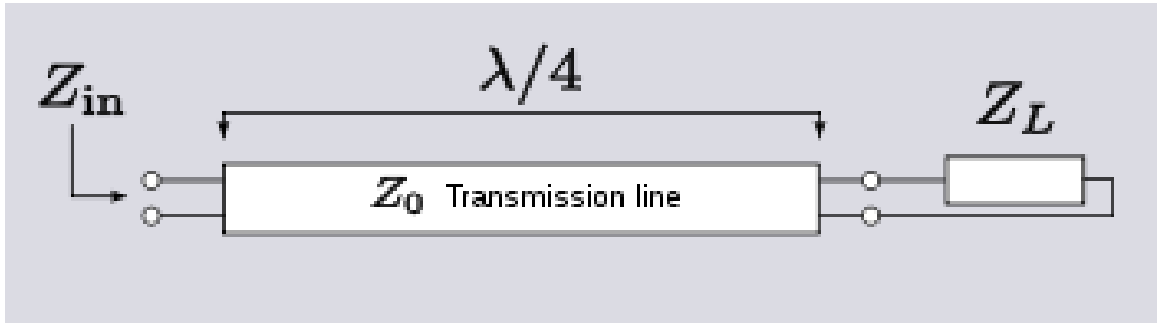 λ/4
Z_in
Z_L
Z_0 Transmission line